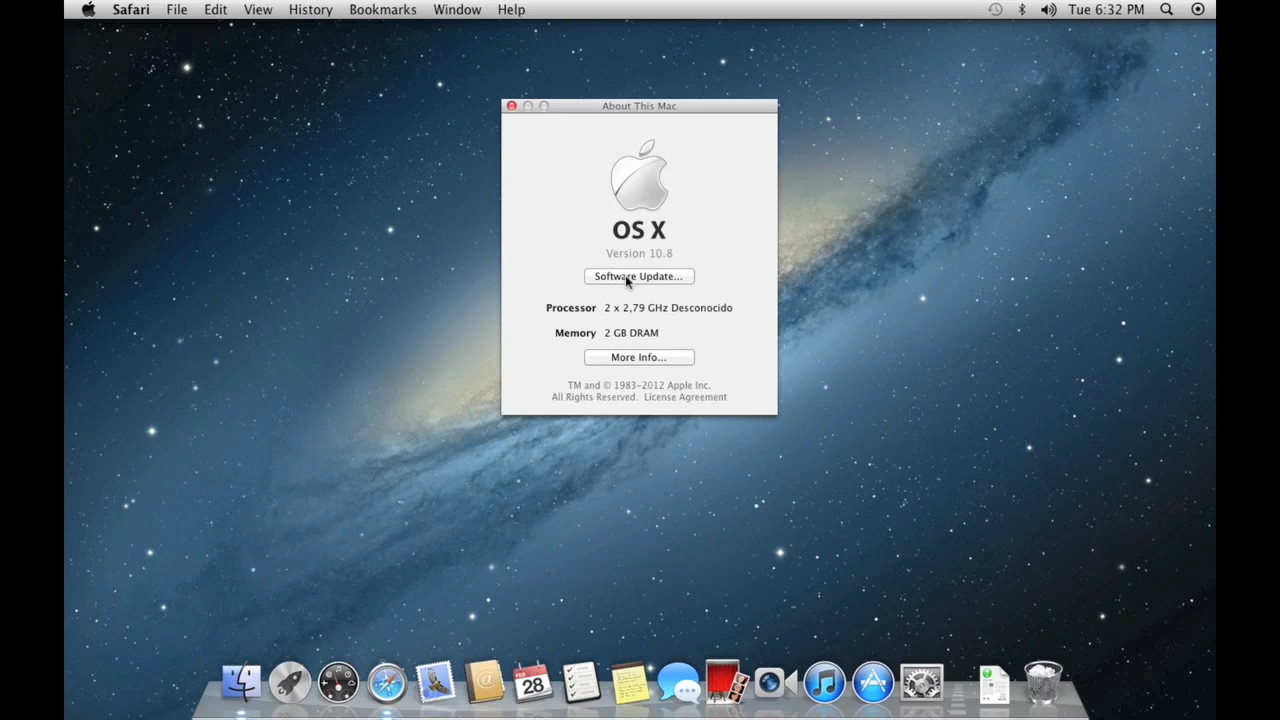 Safari File Edit View History Bookmarks Window Help Tue 6:32 PM
About This Mac
OS X
Version 10.8
Software Update...
Processor 2 x 2,79 GHz Desconocido
Memory 2 GB DRAM
More Info...
TM and © 1983-2012 Apple Inc.
All Rights Reserved. License Agreement
FEB
28